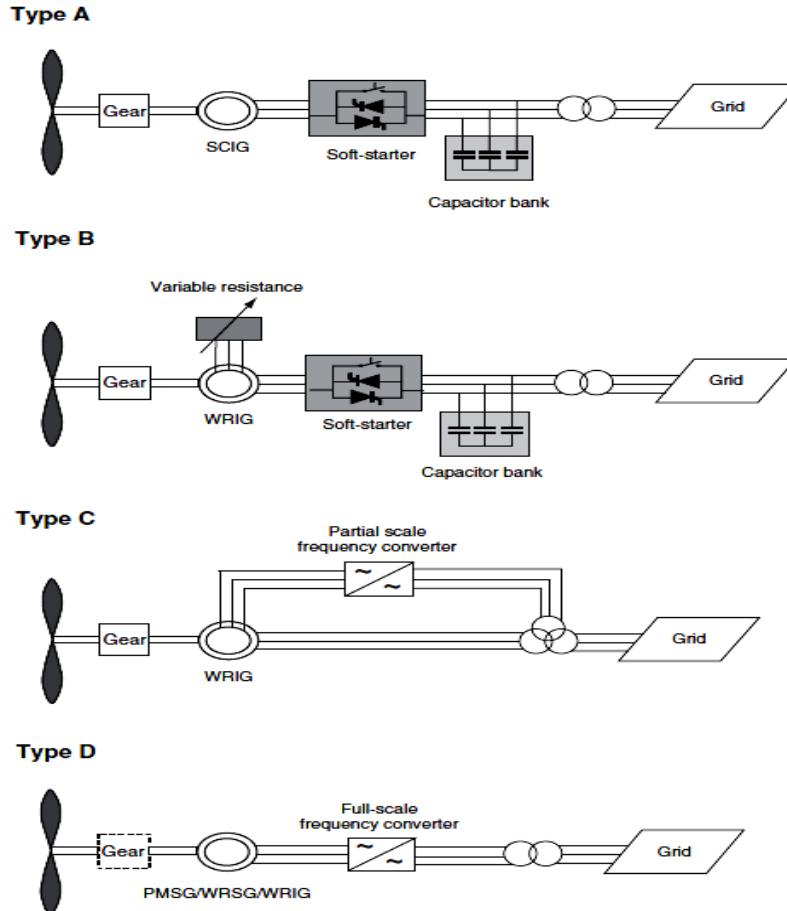 Type A
Gear
SCIG
Soft-starter
Capacitor bank
Grid
Type B
Variable resistance
Gear
WRIG
Soft-starter
Capacitor bank
Grid
Type C
Partial scale
frequency converter
~
~
Gear
WRIG
Grid
Type D
Full-scale
frequency converter
~
~
Gear
PMSG/WRSG/WRIG
Grid